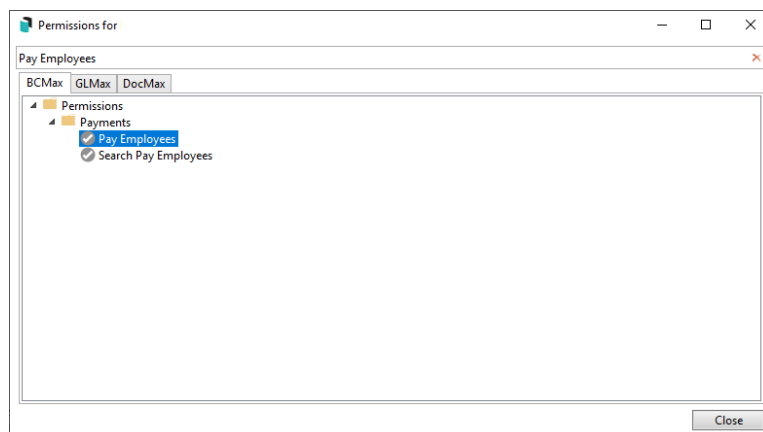 Permissions for
Pay Employees
BCMax GLMax DocMax
Permissions
Payments
Pay Employees
Search Pay Employees
Close